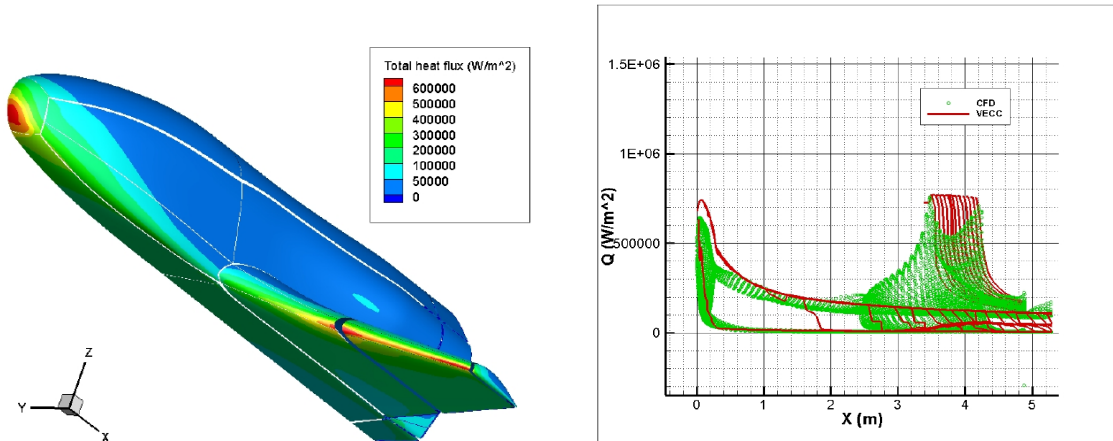 Total heat flux (W/m^2)
600000
500000
400000
300000
200000
100000
50000
0
Z
Y
X
1.5E+06
1E+06
500000
0
Q (W/m^2)
CFD
VECC
0
1
2
3
4
5
X (m)